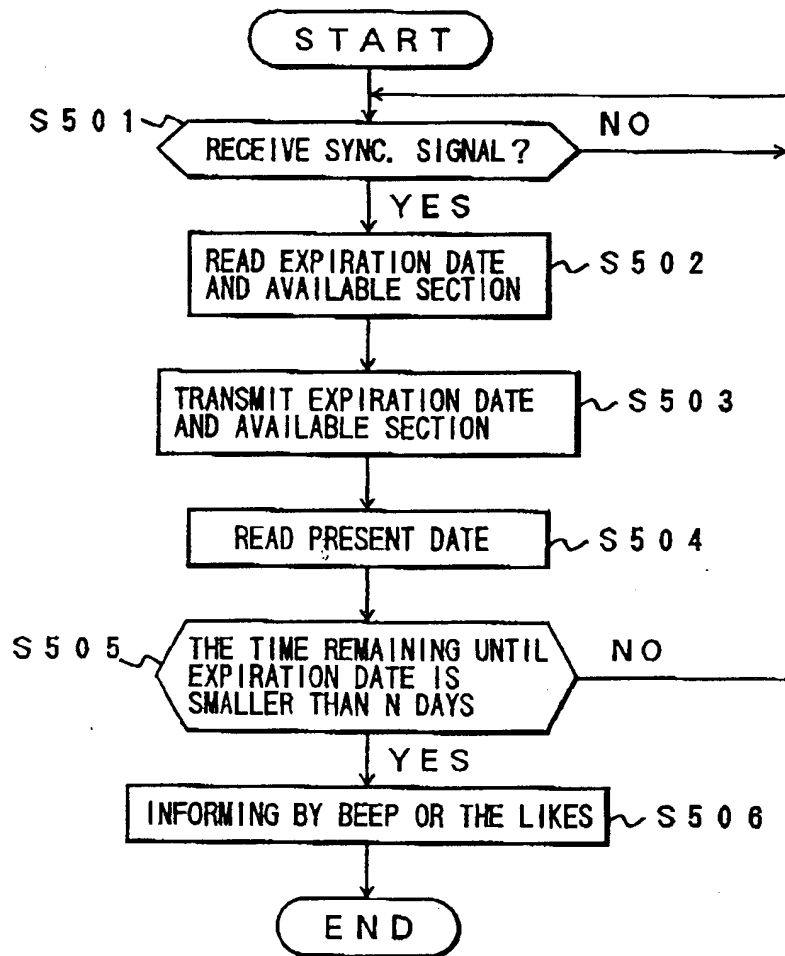 START
S501
RECEIVE SYNC. SIGNAL?
NO
YES
READ EXPIRATION DATE
AND AVAILABLE SECTION
S502
TRANSMIT EXPIRATION DATE
AND AVAILABLE SECTION
S503
READ PRESENT DATE
S504
S505
THE TIME REMAINING UNTIL
EXPIRATION DATE IS
SMALLER THAN N DAYS
NO
YES
INFORMING BY BEEP OR THE LIKES
S506
END